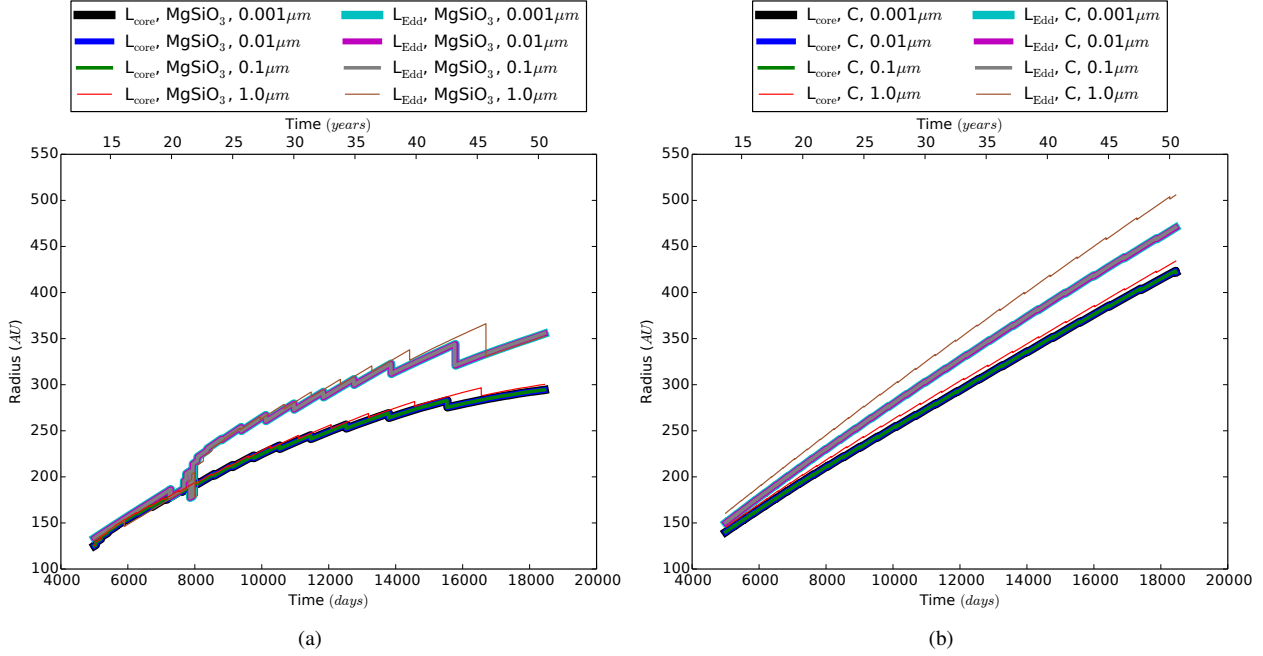 L_core, MgSiO_3, 0.001μm L_Edd, MgSiO_3, 0.001μm
L_core, MgSiO_3, 0.01μm L_Edd, MgSiO_3, 0.01μm
L_core, MgSiO_3, 0.1μm L_Edd, MgSiO_3, 0.1μm
L_core, MgSiO_3, 1.0μm L_Edd, MgSiO_3, 1.0μm
Time (years)
15 20 25 30 35 40 45 50
550
500
450
400
350
300
250
200
150
100
Radius (AU)
4000 6000 8000 10000 12000 14000 16000 18000 20000
Time (days)
(a)
L_core, C, 0.001μm L_Edd, C, 0.001μm
L_core, C, 0.01μm L_Edd, C, 0.01μm
L_core, C, 0.1μm L_Edd, C, 0.1μm
L_core, C, 1.0μm L_Edd, C, 1.0μm
Time (years)
15 20 25 30 35 40 45 50
550
500
450
400
350
300
250
200
150
100
Radius (AU)
4000 6000 8000 10000 12000 14000 16000 18000 20000
Time (days)
(b)